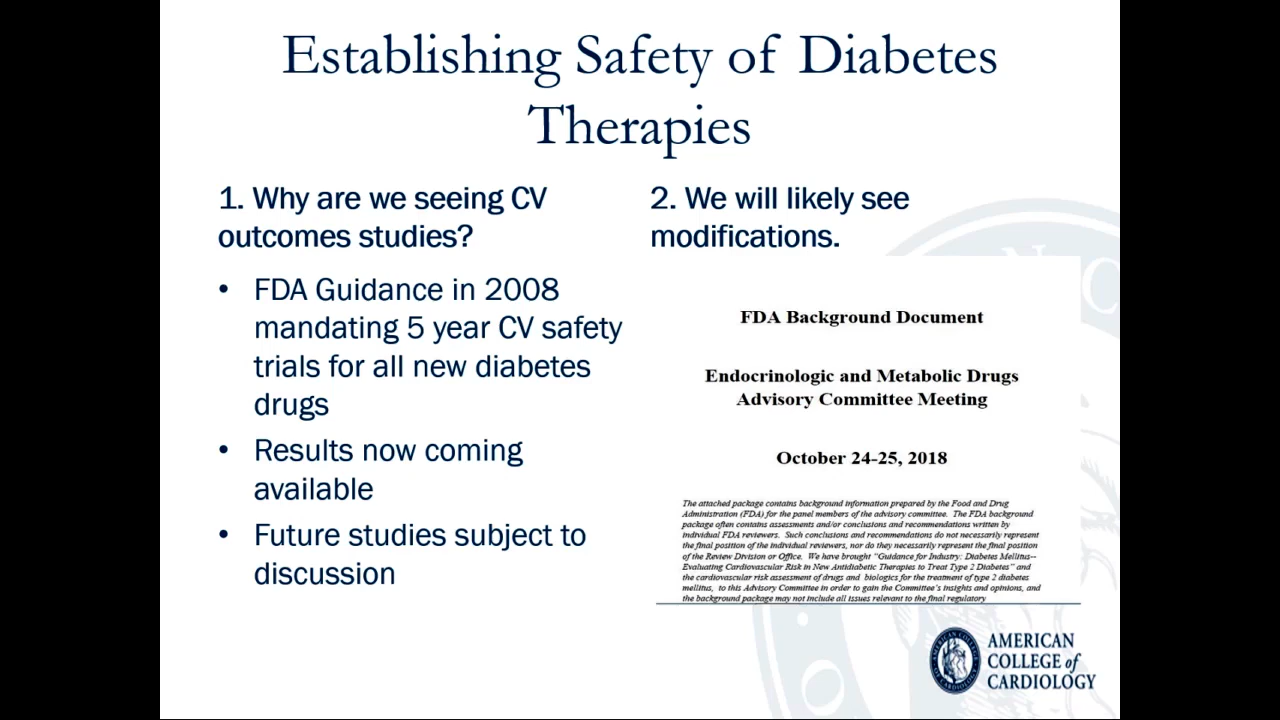 Establishing Safety of Diabetes
Therapies
1. Why are we seeing CV
outcomes studies?
• FDA Guidance in 2008
mandating 5 year CV safety
trials for all new diabetes
drugs
• Results now coming
available
• Future studies subject to
discussion
2. We will likely see
modifications.
FDA Background Document
Endocrinologic and Metabolic Drugs
Advisory Committee Meeting
October 24-25, 2018
The attached package contains background information prepared by the Food and Drug
Administration (FDA) for the panel members of the advisory committee. The FDA background
package often contains assessments and/or conclusions and recommendations written by
individual FDA reviewers. Such conclusions and recommendations do not necessarily represent
the final position of the individual reviewers, nor do they necessarily represent the final position
of the Review Division or Office. We have brought "Guidance for Industry: Diabetes Mellitus--
Evaluating Cardiovascular Risk in New Antidiabetic Therapies to Treat Type 2 Diabetes" and
the cardiovascular risk assessment of drugs and biologics for the treatment of type 2 diabetes
mellitus, to this Advisory Committee in order to gain the Committee's insights and opinions, and
the background package may not include all issues relevant to the final regulatory
AMERICAN
COLLEGE of
CARDIOLOGY